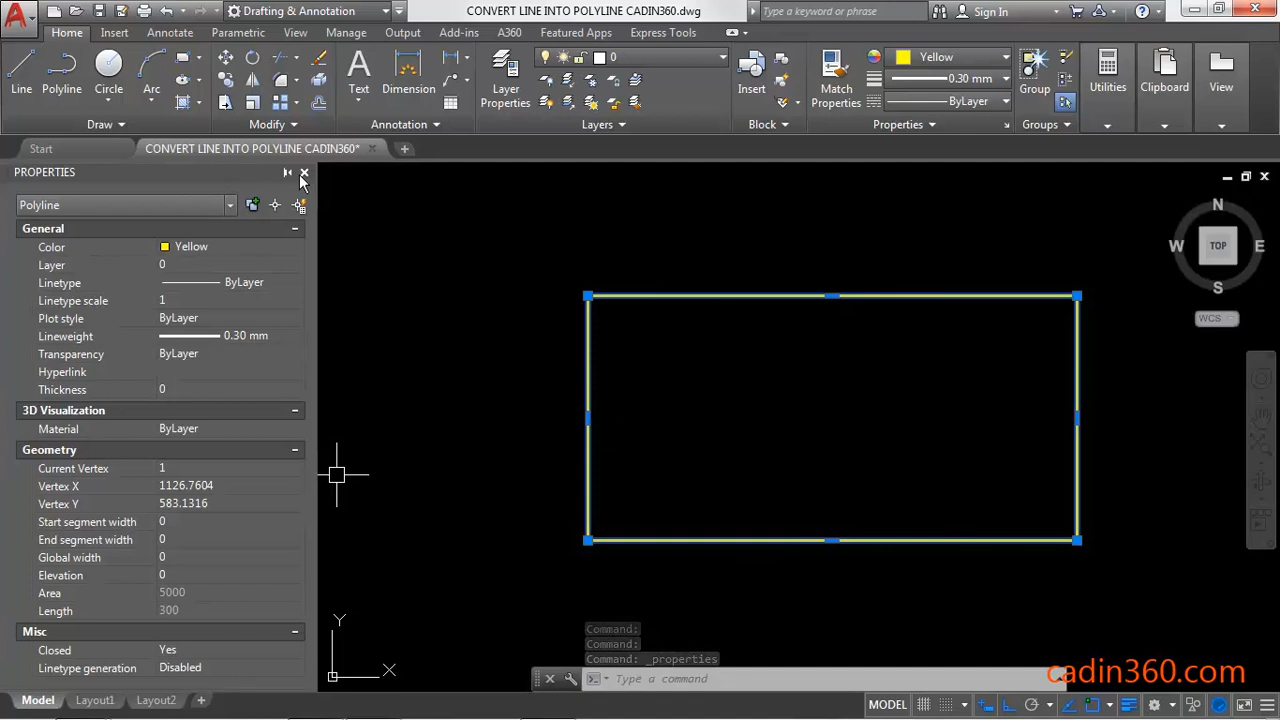 Drafting & Annotation
CONVERT LINE INTO POLYLINE CADIN360.dwg
Type a keyword or phrase
Sign In
Home
Insert
Annotate
Parametric
View
Manage
Output
Add-ins
A360
Featured Apps
Express Tools
Line
Polyline
Circle
Arc
Text
Dimension
Layer Properties
0
Insert
Match Properties
Yellow
0.30 mm
ByLayer
Group
Utilities
Clipboard
View
Draw
Modify
Annotation
Layers
Block
Properties
Groups
Start
CONVERT LINE INTO POLYLINE CADIN360*
PROPERTIES
Polyline
General
Color Yellow
Layer 0
Linetype ByLayer
Linetype scale 1
Plot style ByLayer
Lineweight 0.30 mm
Transparency ByLayer
Hyperlink
Thickness 0
3D Visualization
Material ByLayer
Geometry
Current Vertex 1
Vertex X 1126.7604
Vertex Y 583.1316
Start segment width 0
End segment width 0
Global width 0
Elevation 0
Area 5000
Length 300
Misc
Closed Yes
Linetype generation Disabled
N
W TOP E
S
WCS
Y
X
Command:
Command:
Command: _properties
Type a command
cadin360.com
Model
Layout1
Layout2
MODEL